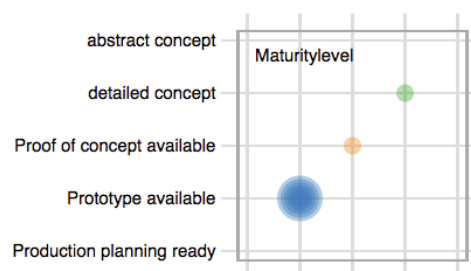 abstract concept
Maturitylevel
detailed concept
Proof of concept available
Prototype available
Production planning ready